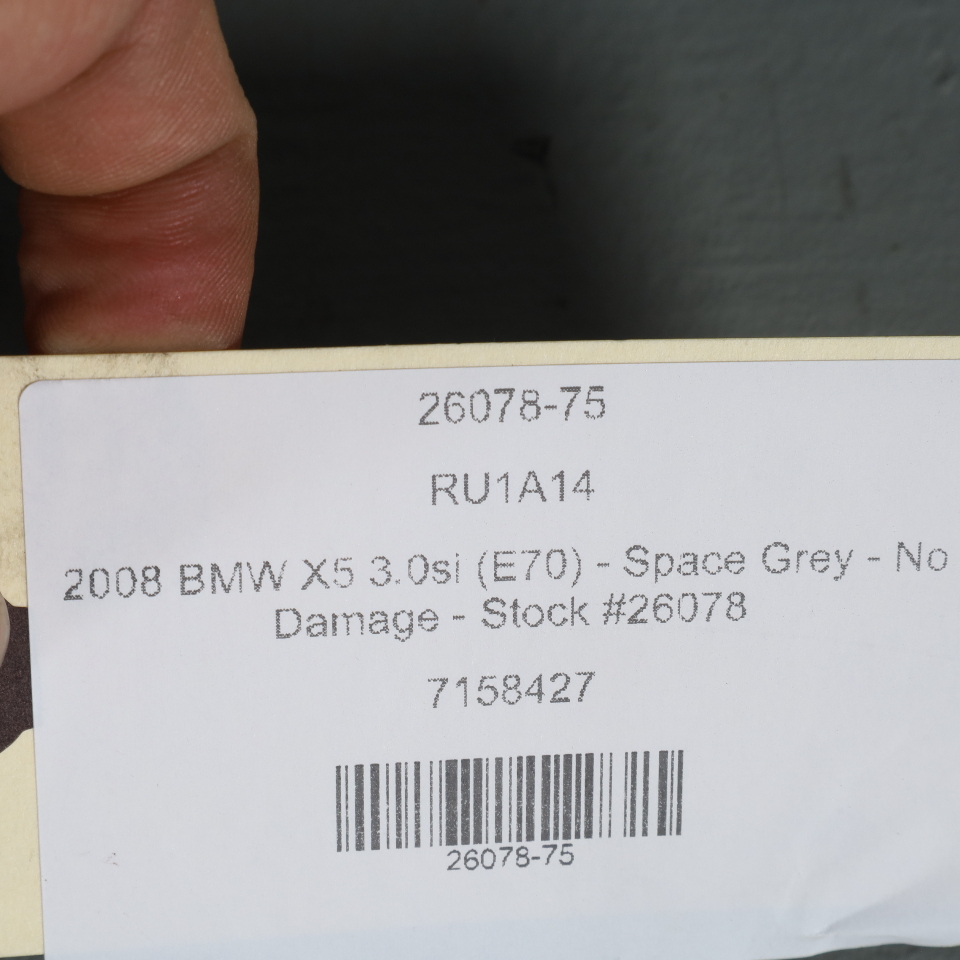 26078-75
RU1A14
2008 BMW X5 3.0si (E70) - Space Grey - No
Damage - Stock #26078
7158427
26078-75